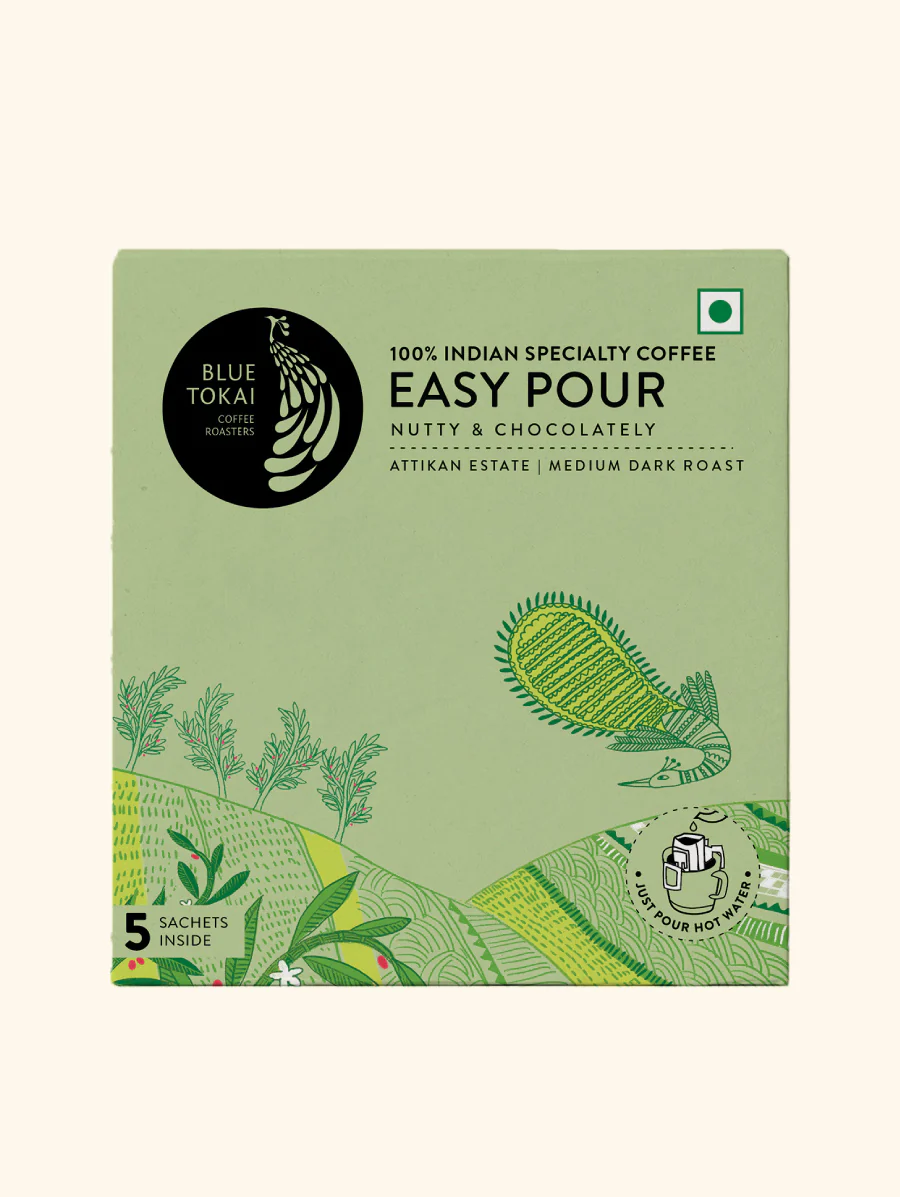 BLUE
TOKAI
COFFEE
ROASTERS
100% INDIAN SPECIALTY COFFEE
EASY POUR
NUTTY & CHOCOLATELY
ATTIKAN ESTATE | MEDIUM DARK ROAST
5 SACHETS
INSIDE
• JUST POUR HOT WATER •